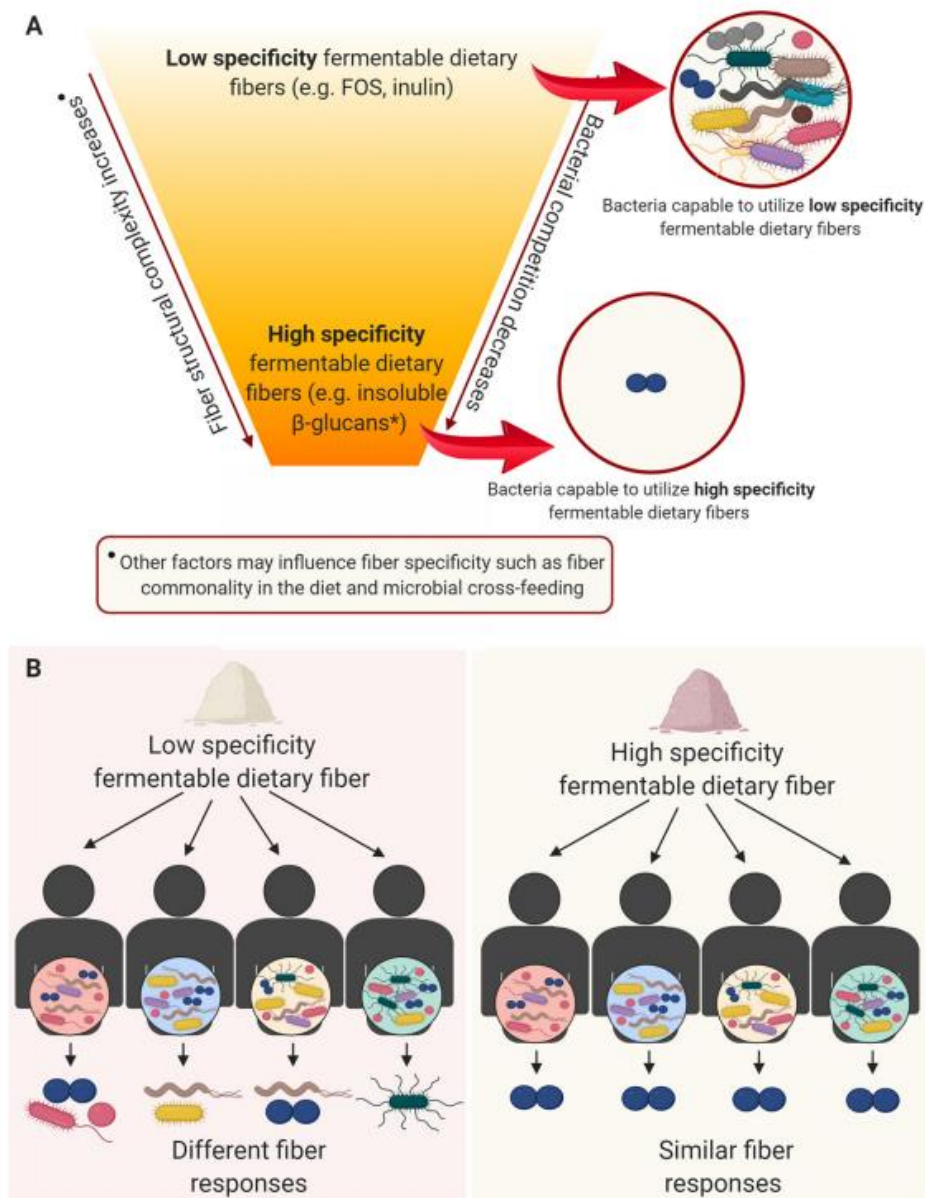 A
Low specificity fermentable dietary
fibers (e.g. FOS, inulin)
• Fiber structural complexity increases
Bacterial competition decreases
Bacteria capable to utilize low specificity
fermentable dietary fibers
High specificity
fermentable dietary
fibers (e.g. insoluble
β-glucans*)
Bacteria capable to utilize high specificity
fermentable dietary fibers
• Other factors may influence fiber specificity such as fiber
commonality in the diet and microbial cross-feeding
B
Low specificity
fermentable dietary fiber
Different fiber
responses
High specificity
fermentable dietary fiber
Similar fiber
responses